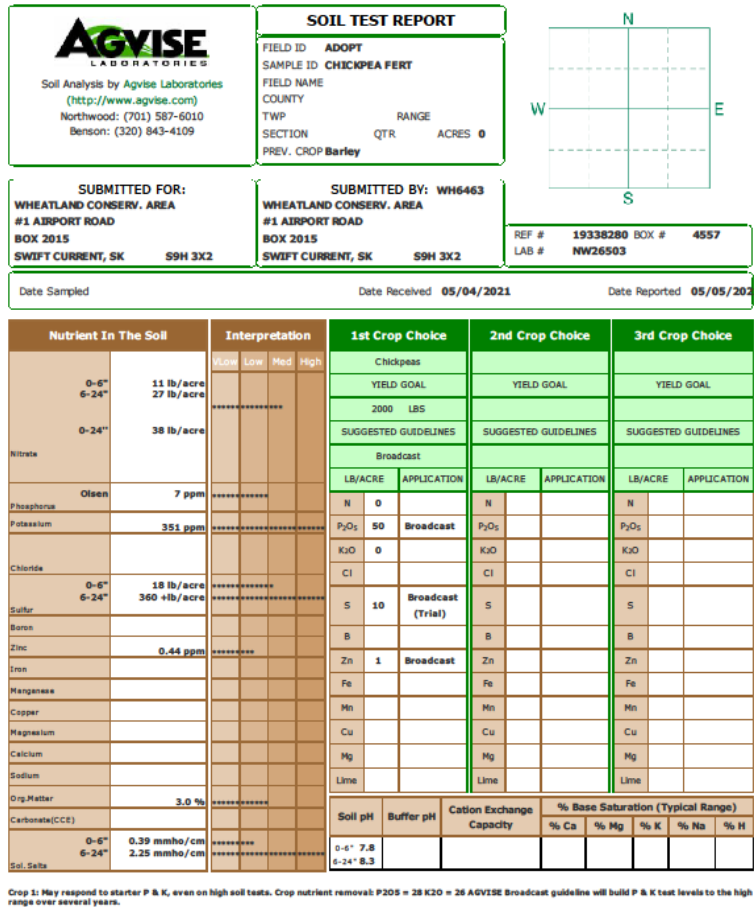 AGVISE
LABORATORIES
Soil Analysis by Agvise Laboratories
(http://www.agvise.com)
Northwood: (701) 587-6010
Benson: (320) 843-4109
SOIL TEST REPORT
FIELD ID ADOPT
SAMPLE ID CHICKPEA FERT
FIELD NAME
COUNTY
TWP RANGE
SECTION QTR ACRES 0
PREV. CROP Barley
N
W E
S
SUBMITTED FOR:
WHEATLAND CONSERV. AREA
#1 AIRPORT ROAD
BOX 2015
SWIFT CURRENT, SK S9H 3X2
SUBMITTED BY: WH6463
WHEATLAND CONSERV. AREA
#1 AIRPORT ROAD
BOX 2015
SWIFT CURRENT, SK S9H 3X2
REF # 19338280 BOX # 4557
LAB # NW26503
Date Sampled Date Received 05/04/2021 Date Reported 05/05/202
Nutrient In The Soil Interpretation 1st Crop Choice 2nd Crop Choice 3rd Crop Choice
VLow Low Med High
0-6" 11 lb/acre
6-24" 27 lb/acre
***************
0-24" 38 lb/acre
Nitrate
Olsen 7 ppm ************
Phosphorus
Potassium 351 ppm ************************
Chloride
0-6" 18 lb/acre *************
6-24" 360 +lb/acre ************************
Sulfur
Boron
Zinc 0.44 ppm *********
Iron
Manganese
Copper
Magnesium
Calcium
Sodium
Org.Matter 3.0 % ************
Carbonate(CCE)
0-6" 0.39 mmho/cm *********
6-24" 2.25 mmho/cm ************************
Sol. Salts
Chickpeas
YIELD GOAL YIELD GOAL YIELD GOAL
2000 LBS
SUGGESTED GUIDELINES SUGGESTED GUIDELINES SUGGESTED GUIDELINES
Broadcast
LB/ACRE APPLICATION LB/ACRE APPLICATION LB/ACRE APPLICATION
N 0 N N
P2O5 50 Broadcast P2O5 P2O5
K2O 0 K2O K2O
Cl Cl Cl
S 10 Broadcast (Trial) S S
B B B
Zn 1 Broadcast Zn Zn
Fe Fe Fe
Mn Mn Mn
Cu Cu Cu
Mg Mg Mg
Lime Lime Lime
Soil pH Buffer pH Cation Exchange Capacity % Base Saturation (Typical Range)
% Ca % Mg % K % Na % H
0-6" 7.8
6-24" 8.3
Crop 1: May respond to starter P & K, even on high soil tests. Crop nutrient removal: P2O5 = 28 K2O = 26 AGVISE Broadcast guideline will build P & K test levels to the high
range over several years.